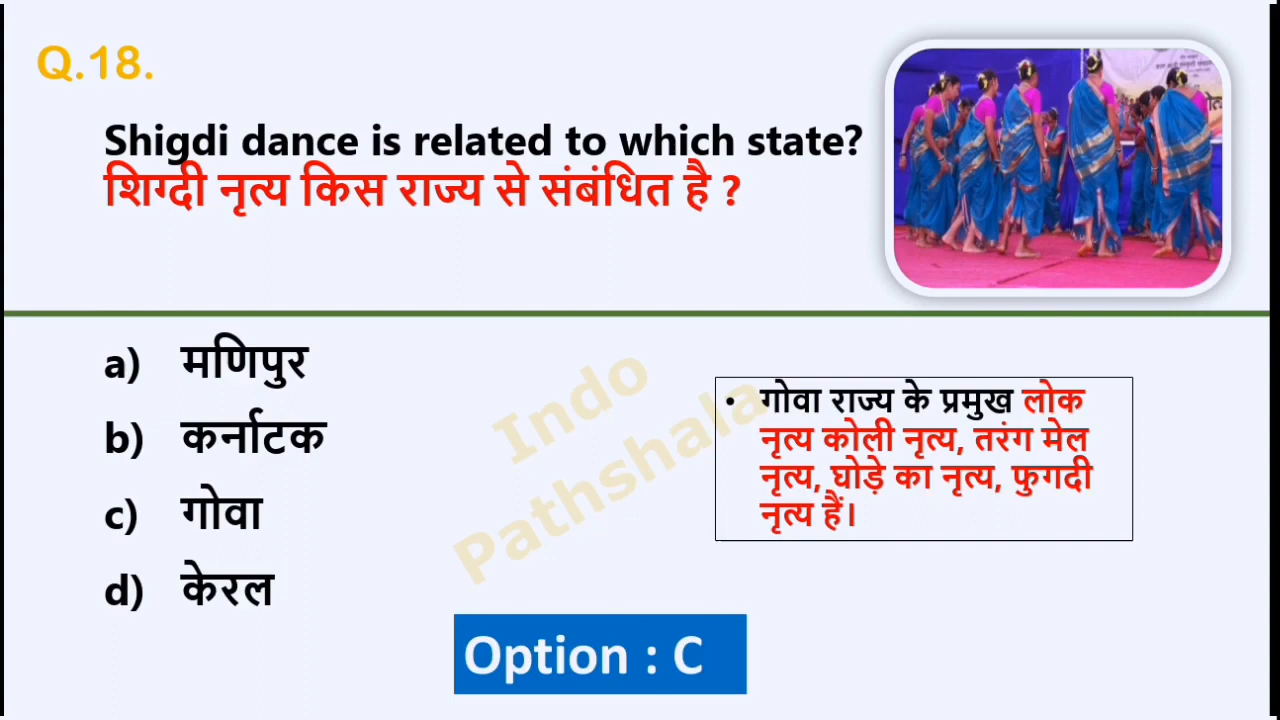 Q.18.
Shigdi dance is related to which state?
शिग्दी नृत्य किस राज्य से संबंधित है ?
a) मणिपुर
b) कर्नाटक
c) गोवा
d) केरल
Indo
Pathshala
• गोवा राज्य के प्रमुख लोक
नृत्य कोली नृत्य, तरंग मेल
नृत्य, घोड़े का नृत्य, फुगदी
नृत्य हैं।
Option : C